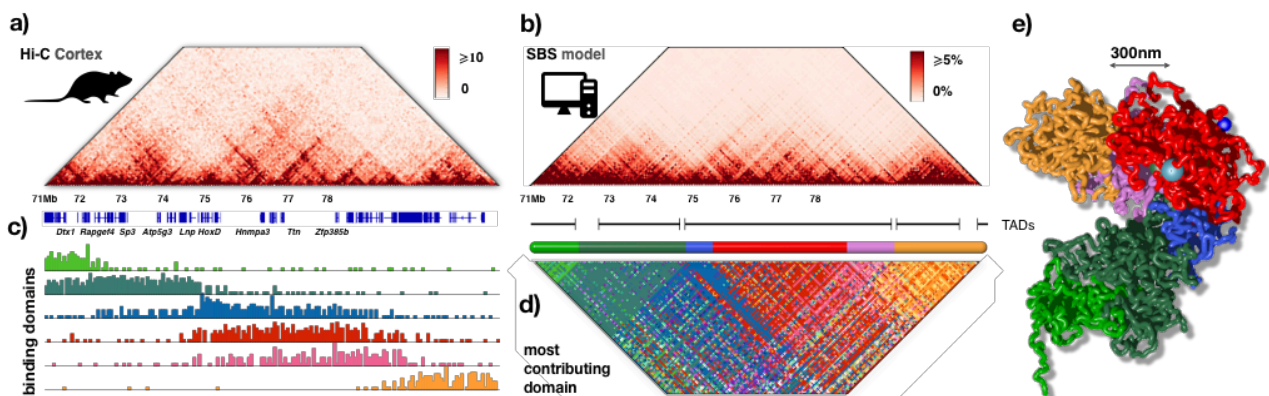 a)
Hi-C Cortex
≥10
0
71Mb 72 73 74 75 76 77 78
Dtx1 Rapgef4 Sp3 Atp5g3 Lnp HoxD Hnmpa3 Ttn Zfp385b
b)
SBS model
≥5%
0%
71Mb 72 73 74 75 76 77 78
TADs
c)
binding domains
d)
most
contributing
domain
e)
300nm